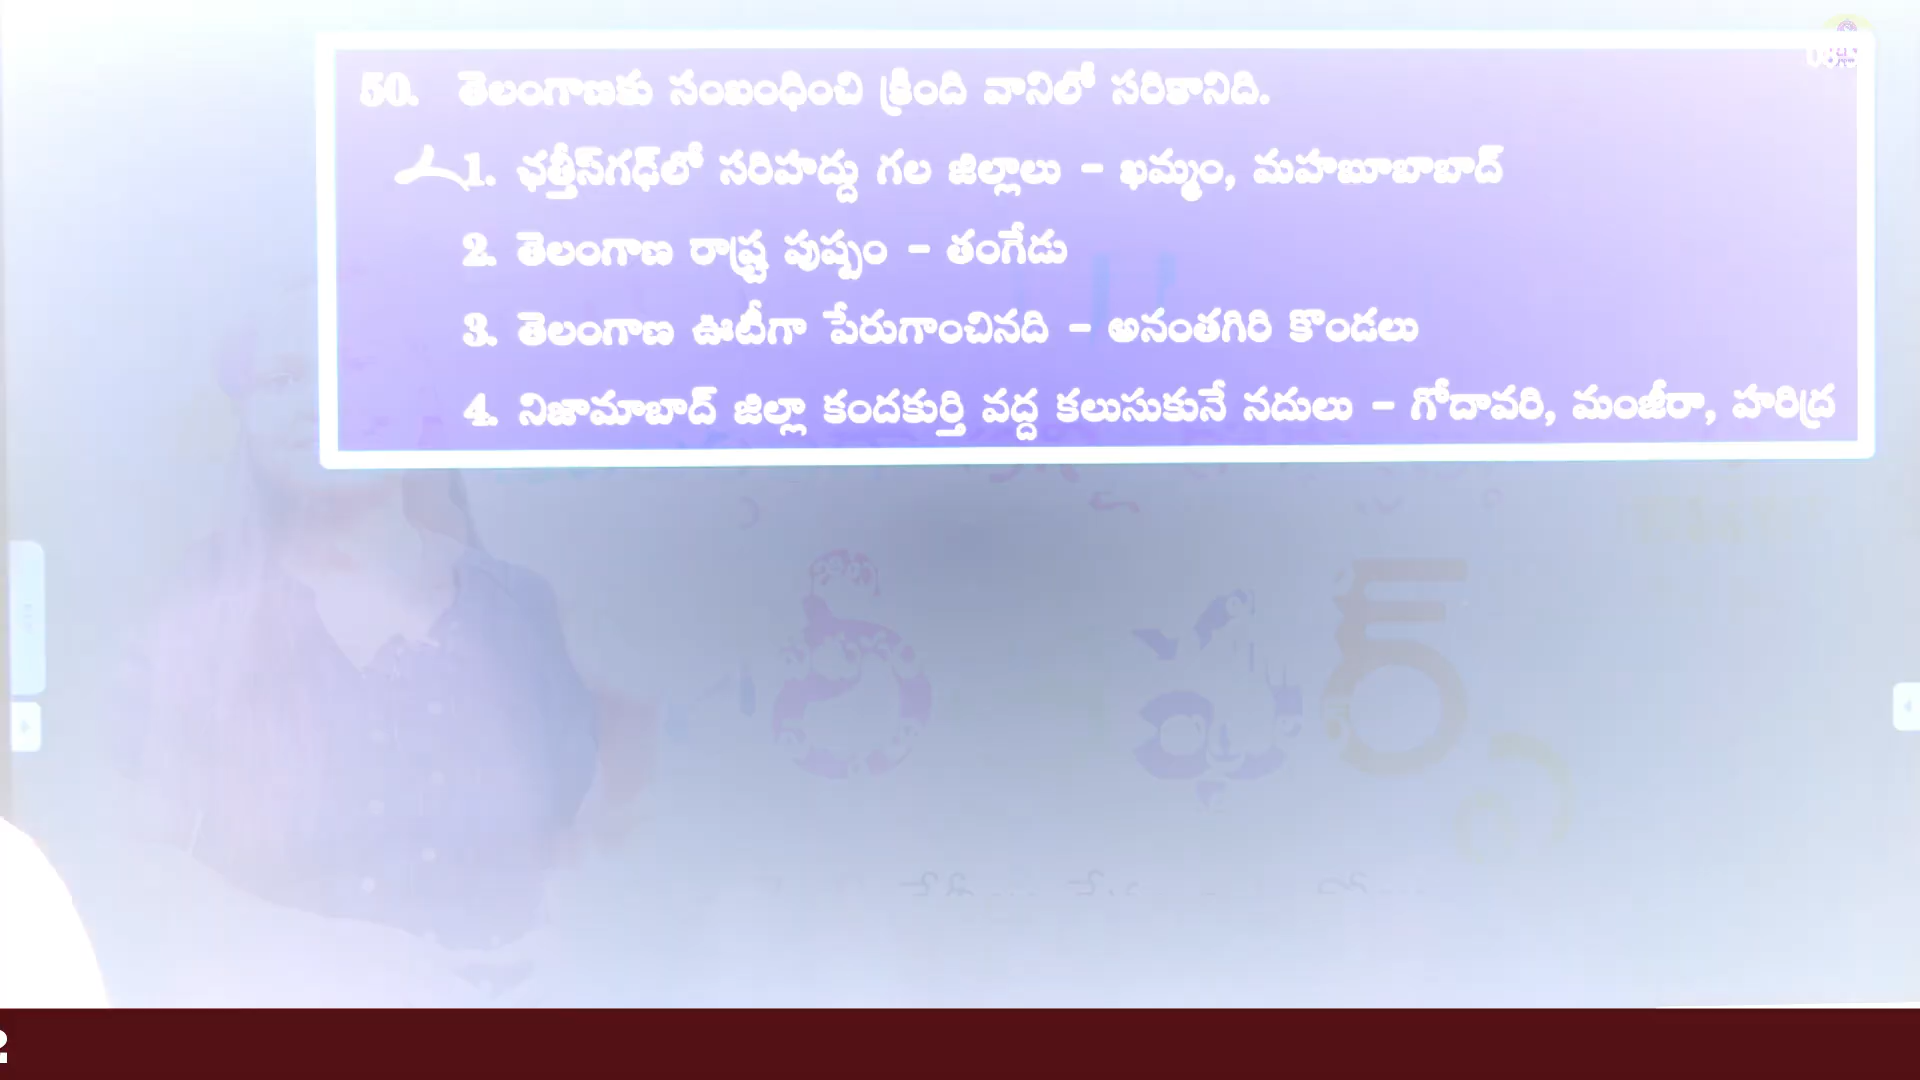 50. తెలంగాణకు సంబంధించి క్రింది వానిలో సరికానిది.
1. ఛత్తీస్‌గఢ్‌లో సరిహద్దు గల జిల్లాలు - ఖమ్మం, మహబూబాబాద్
2. తెలంగాణ రాష్ట్ర పుష్పం - తంగేడు
3. తెలంగాణ ఊటీగా పేరుగాంచినది - అనంతగిరి కొండలు
4. నిజామాబాద్ జిల్లా కందకుర్తి వద్ద కలుసుకునే నదులు - గోదావరి, మంజీరా, హరిద్ర